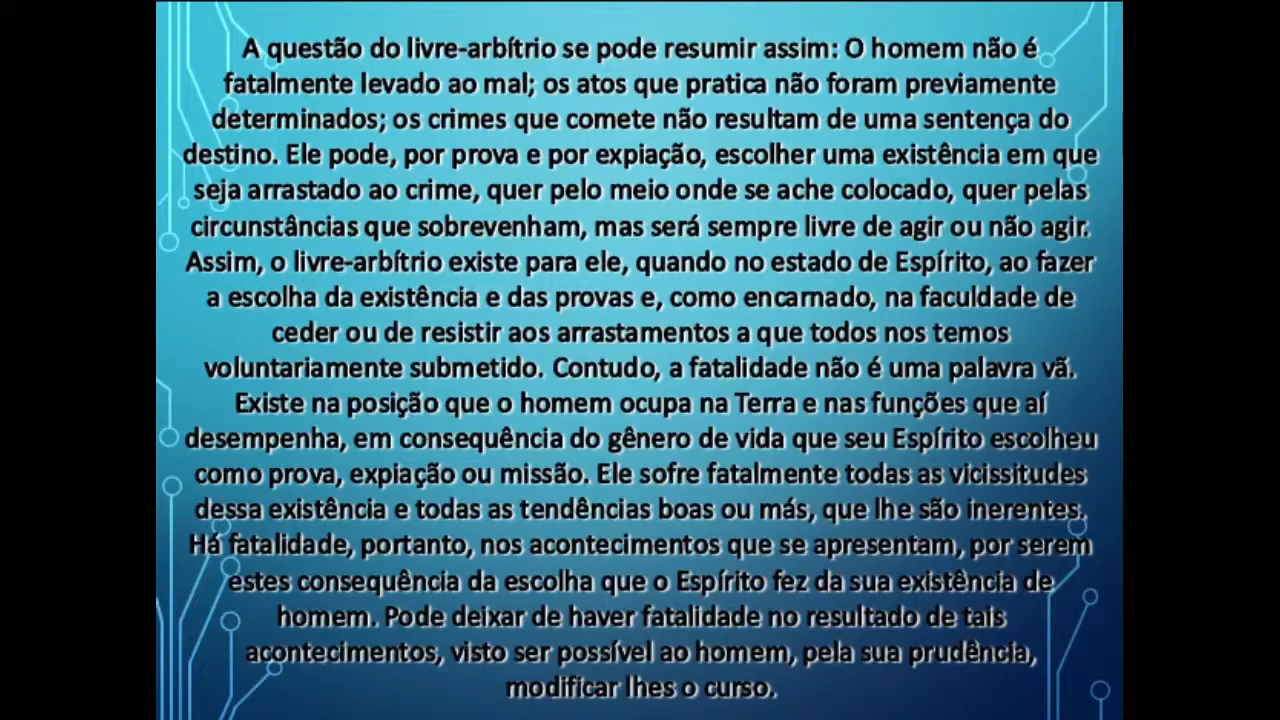 A questão do livre-arbítrio se pode resumir assim: O homem não é
fatalmente levado ao mal; os atos que pratica não foram previamente
determinados; os crimes que comete não resultam de uma sentença do
destino. Ele pode, por prova e por expiação, escolher uma existência em que
seja arrastado ao crime, quer pelo meio onde se ache colocado, quer pelas
circunstâncias que sobrevenham, mas será sempre livre de agir ou não agir.
Assim, o livre-arbítrio existe para ele, quando no estado de Espírito, ao fazer
a escolha da existência e das provas e, como encarnado, na faculdade de
ceder ou de resistir aos arrastamentos a que todos nos temos
voluntariamente submetido. Contudo, a fatalidade não é uma palavra vã.
Existe na posição que o homem ocupa na Terra e nas funções que aí
desempenha, em consequência do gênero de vida que seu Espírito escolheu
como prova, expiação ou missão. Ele sofre fatalmente todas as vicissitudes
dessa existência e todas as tendências boas ou más, que lhe são inerentes.
Há fatalidade, portanto, nos acontecimentos que se apresentam, por serem
estes consequência da escolha que o Espírito fez da sua existência de
homem. Pode deixar de haver fatalidade no resultado de tais
acontecimentos, visto ser possível ao homem, pela sua prudência,
modificar lhes o curso.